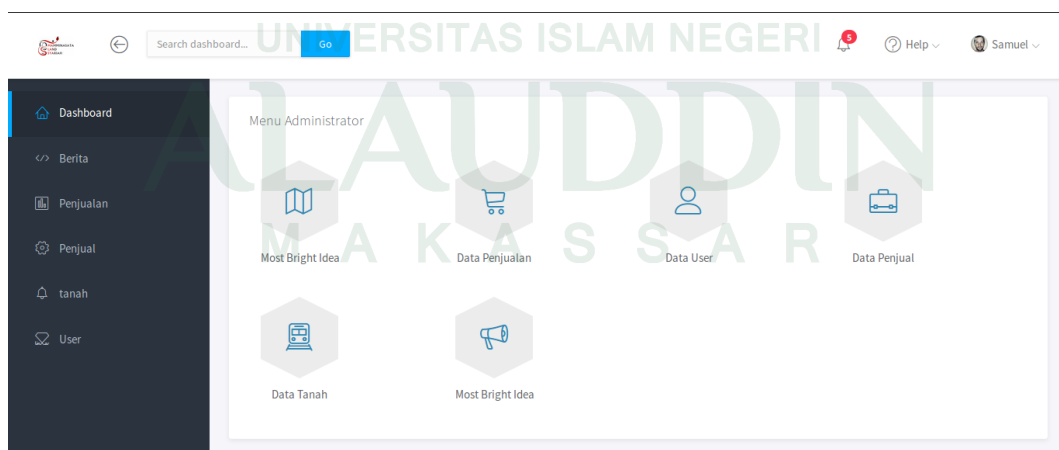 UNIVERSITAS ISLAM NEGERI
Search dashboard...
Go
5
Help
Samuel
ALAUDDIN
MAKASSAR
Dashboard
Berita
Penjualan
Penjual
tanah
User
Menu Administrator
Most Bright Idea
Data Penjualan
Data User
Data Penjual
Data Tanah
Most Bright Idea